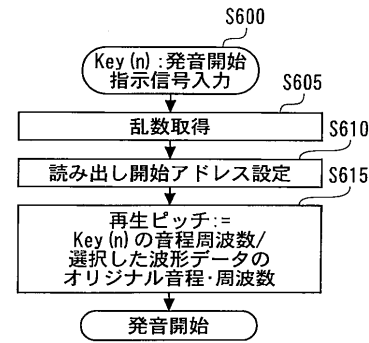 S600
Key(n):発音開始
指示信号入力
S605
乱数取得
S610
読み出し開始アドレス設定
S615
再生ピッチ:=
Key(n)の音程周波数/
選択した波形データの
オリジナル音程・周波数
発音開始